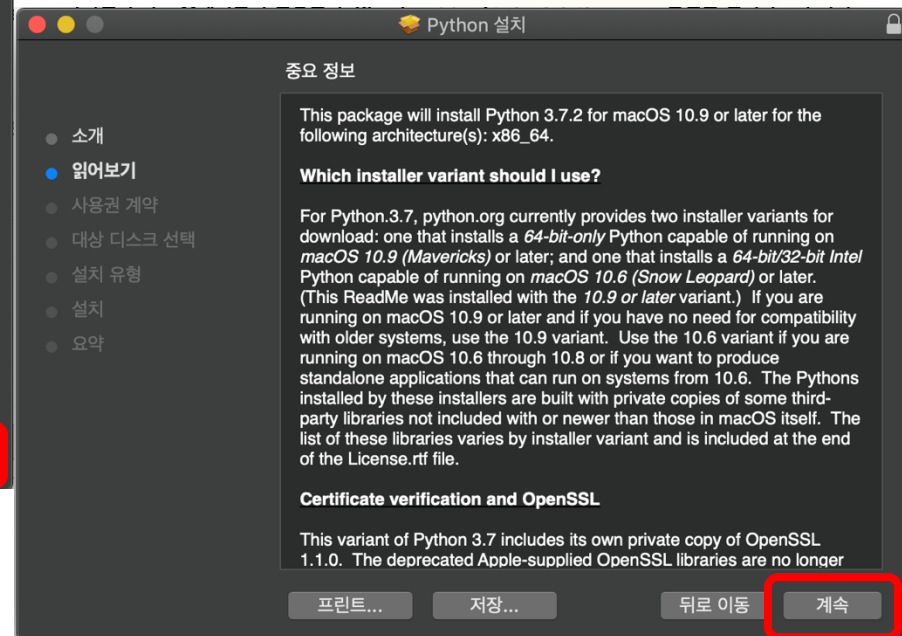 Python 설치
중요 정보
소개
읽어보기
사용권 계약
대상 디스크 선택
설치 유형
설치
요약
This package will install Python 3.7.2 for macOS 10.9 or later for the
following architecture(s): x86_64.
Which installer variant should I use?
For Python.3.7, python.org currently provides two installer variants for
download: one that installs a 64-bit-only Python capable of running on
macOS 10.9 (Mavericks) or later; and one that installs a 64-bit/32-bit Intel
Python capable of running on macOS 10.6 (Snow Leopard) or later.
(This ReadMe was installed with the 10.9 or later variant.) If you are
running on macOS 10.9 or later and if you have no need for compatibility
with older systems, use the 10.9 variant. Use the 10.6 variant if you are
running on macOS 10.6 through 10.8 or if you want to produce
standalone applications that can run on systems from 10.6. The Pythons
installed by these installers are built with private copies of some third-
party libraries not included with or newer than those in macOS itself. The
list of these libraries varies by installer variant and is included at the end
of the License.rtf file.
Certificate verification and OpenSSL
This variant of Python 3.7 includes its own private copy of OpenSSL
1.1.0. The deprecated Apple-supplied OpenSSL libraries are no longer
프린트...
저장...
뒤로 이동
계속